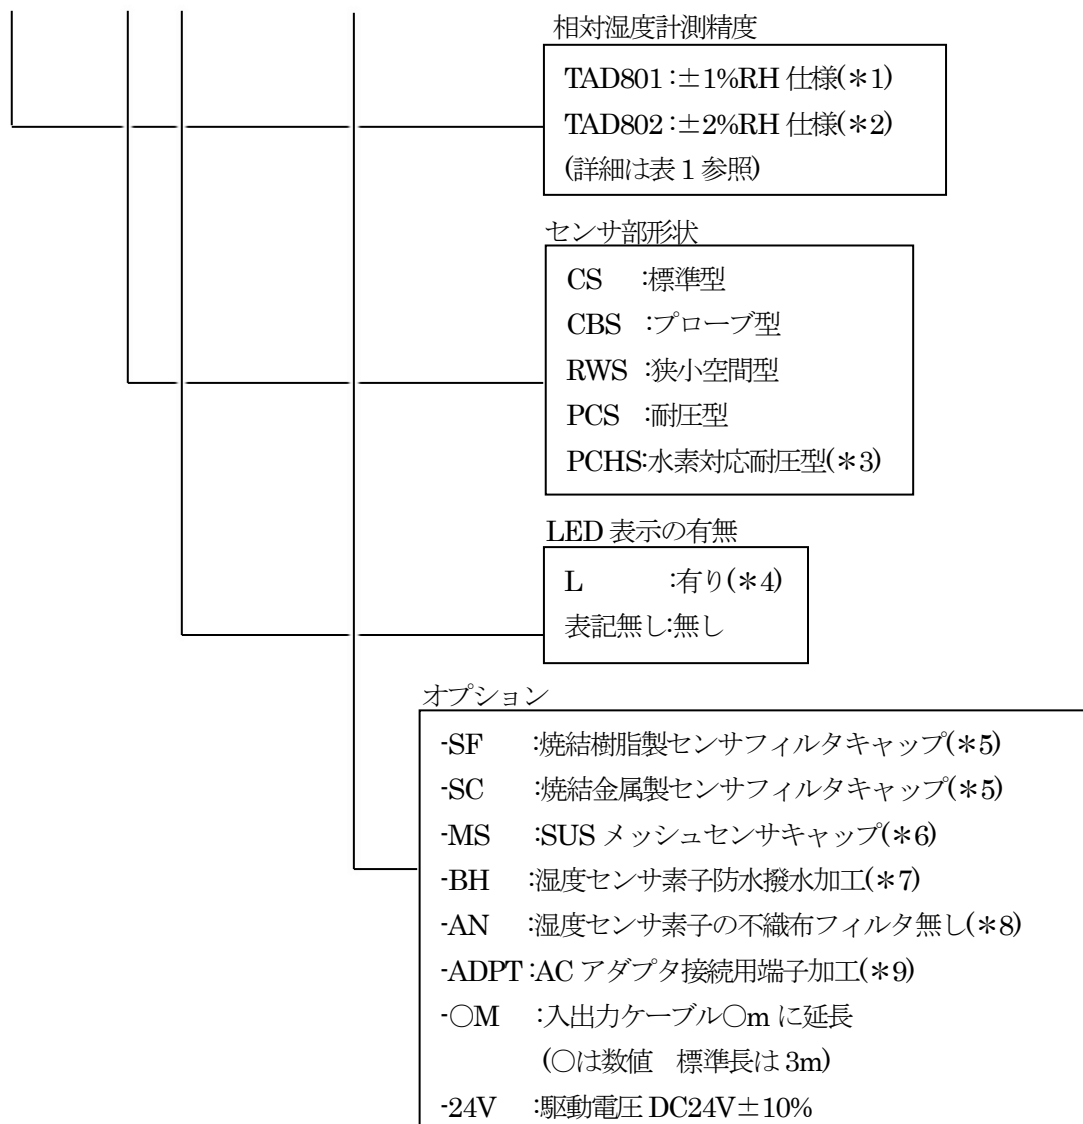 相対湿度計測精度
TAD801:±1%RH 仕様(＊1)
TAD802:±2%RH 仕様(＊2)
(詳細は表 1 参照)
センサ部形状
CS :標準型
CBS :プローブ型
RWS :狭小空間型
PCS :耐圧型
PCHS:水素対応耐圧型(＊3)
LED 表示の有無
L :有り(＊4)
表記無し:無し
オプション
-SF :焼結樹脂製センサフィルタキャップ(＊5)
-SC :焼結金属製センサフィルタキャップ(＊5)
-MS :SUS メッシュセンサキャップ(＊6)
-BH :湿度センサ素子防水撥水加工(＊7)
-AN :湿度センサ素子の不織布フィルタ無し(＊8)
-ADPT:AC アダプタ接続用端子加工(＊9)
-○M :入出力ケーブル○m に延長
(○は数値　標準長は 3m)
-24V :駆動電圧 DC24V±10%